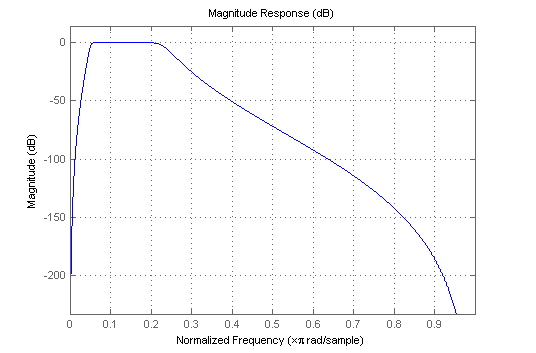 Magnitude Response (dB)
Magnitude (dB)
0
-50
-100
-150
-200
0 0.1 0.2 0.3 0.4 0.5 0.6 0.7 0.8 0.9
Normalized Frequency (×π rad/sample)